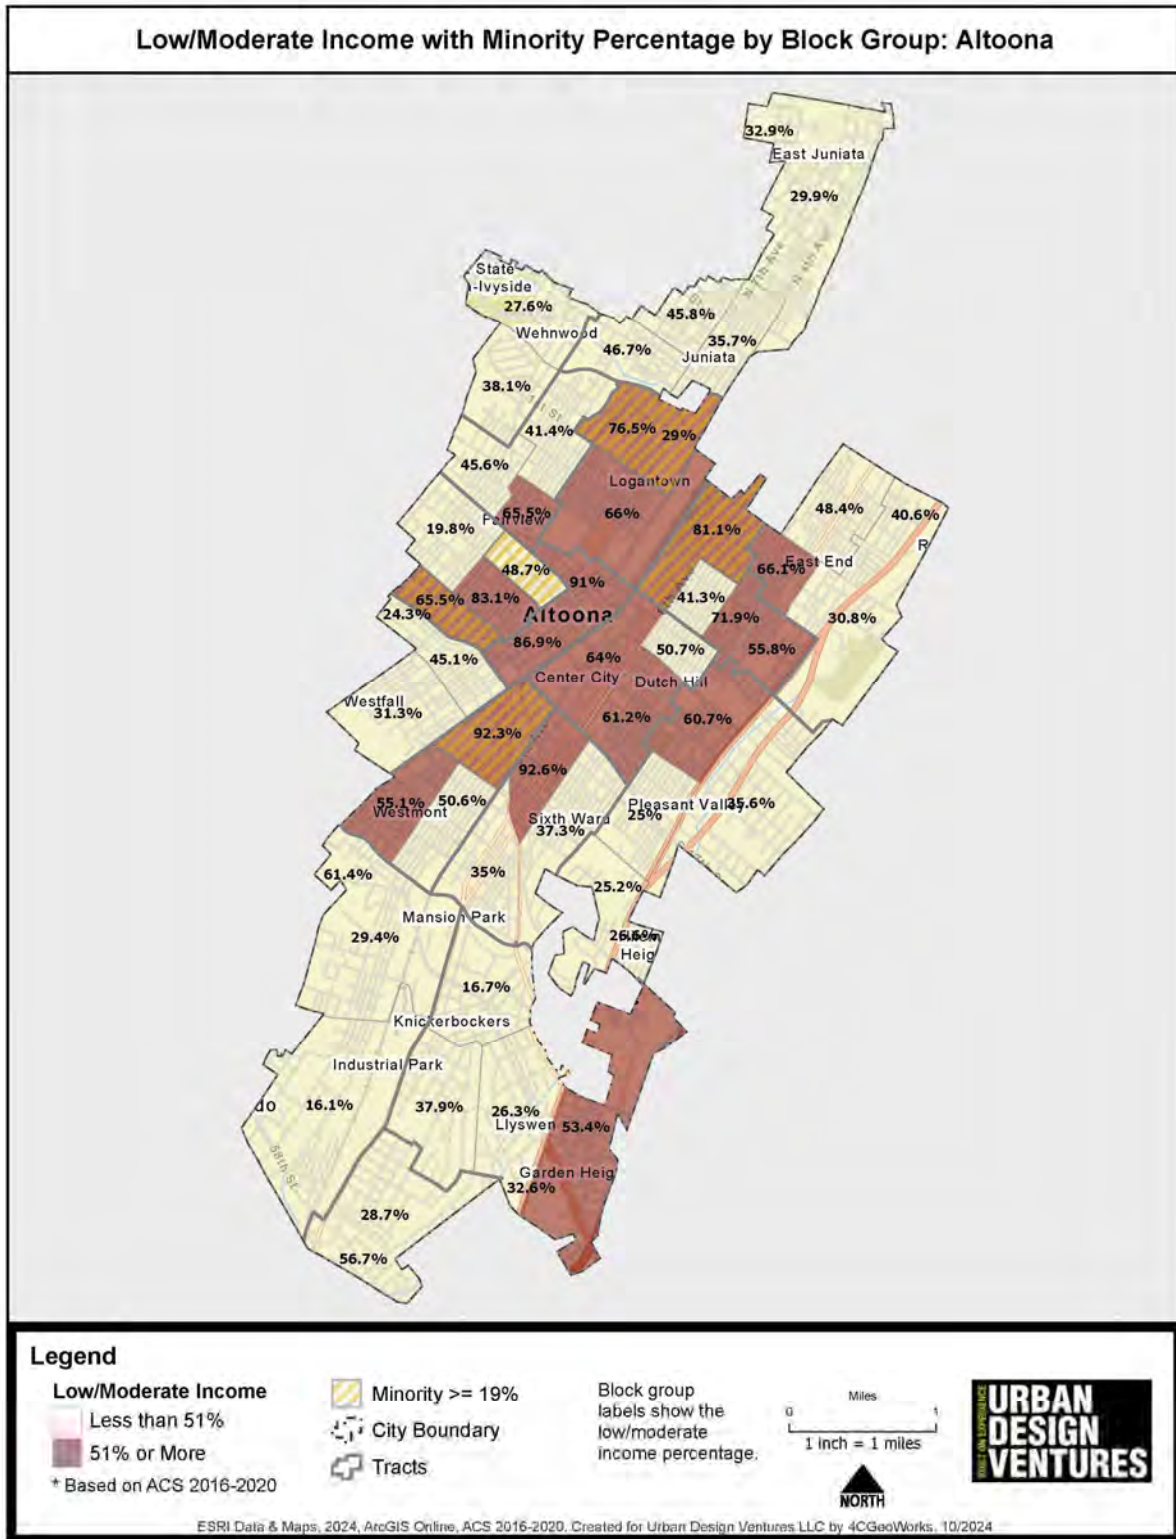 Low/Moderate Income with Minority Percentage by Block Group: Altoona
32.9%
East Juniata
29.9%
N 7th Ave
State
-Ivyside
27.6%
45.8%
Wehnwood
35.7%
46.7%
Juniata
38.1%
41.4%
76.5%
29%
45.6%
Logantown
65.5%
66%
48.4%
40.6%
Fairview
19.8%
81.1%
R
East End
48.7%
91%
66.1%
65.5%
83.1%
41.3%
24.3%
Altoona
71.9%
30.8%
86.9%
50.7%
55.8%
45.1%
64%
Center City
Dutch Hill
Westfall
31.3%
61.2%
60.7%
92.3%
92.6%
55.1%
50.6%
Westmont
Pleasant Valley
35.6%
Sixth Ward
25%
37.3%
61.4%
35%
25.2%
Mansion Park
29.4%
26.6%
Heig
16.7%
Knickerbockers
Industrial Park
do
16.1%
37.9%
26.3%
Llyswen
53.4%
58th St
Garden Heig
32.6%
28.7%
56.7%
Legend
Low/Moderate Income
Less than 51%
51% or More
* Based on ACS 2016-2020
Minority >= 19%
City Boundary
Tracts
Block group
labels show the
low/moderate
income percentage.
Miles
0 1
1 inch = 1 miles
NORTH
URBAN
DESIGN
VENTURES
ESRI Data & Maps, 2024, ArcGIS Online, ACS 2016-2020. Created for Urban Design Ventures LLC by 4CGeoWorks, 10/2024